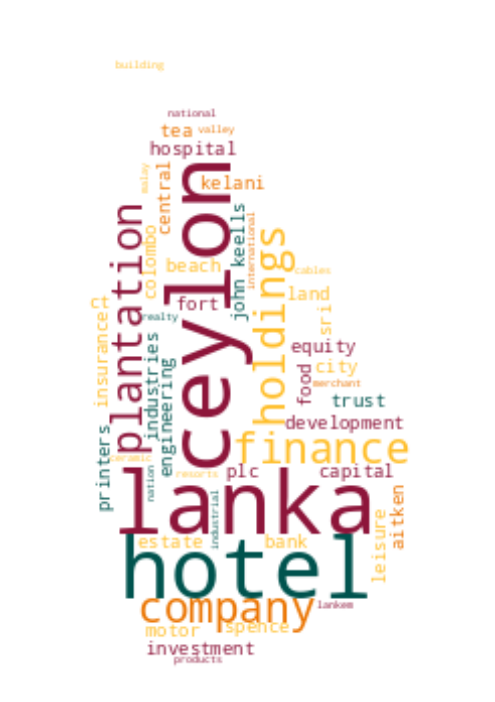 building
national
tea
valley
hospital
malay
central
kelani
ceylon
plantation
john keells
international
colombo
beach
holdings
cables
insurance
ct
fort
land
sri
realty
industries
engineering
equity
food
city
merchant
trust
development
printers
ceramic
finance
nation
resorts
plc
capital
lanka
industrial
aitken
leisure
estate
bank
hotel
company
lankem
motor
spence
investment
products